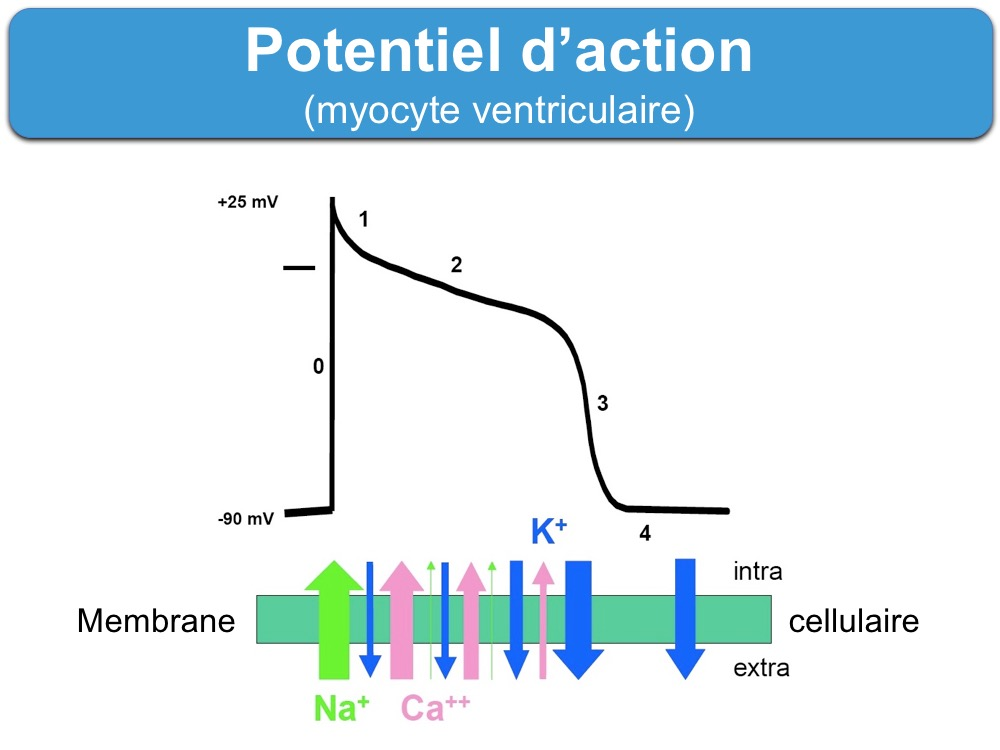 Potentiel d’action
(myocyte ventriculaire)
+25 mV
1
2
0
3
-90 mV
4
K+
intra
Membrane
cellulaire
extra
Na+
Ca++